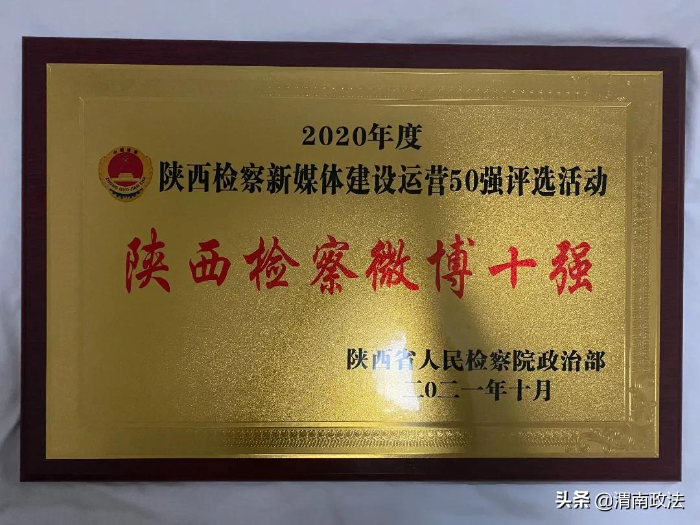 2020年度
陕西检察新媒体建设运营50强评选活动
陕西检察微博十强
陕西省人民检察院政治部
二〇二一年十月
头条 @渭南政法